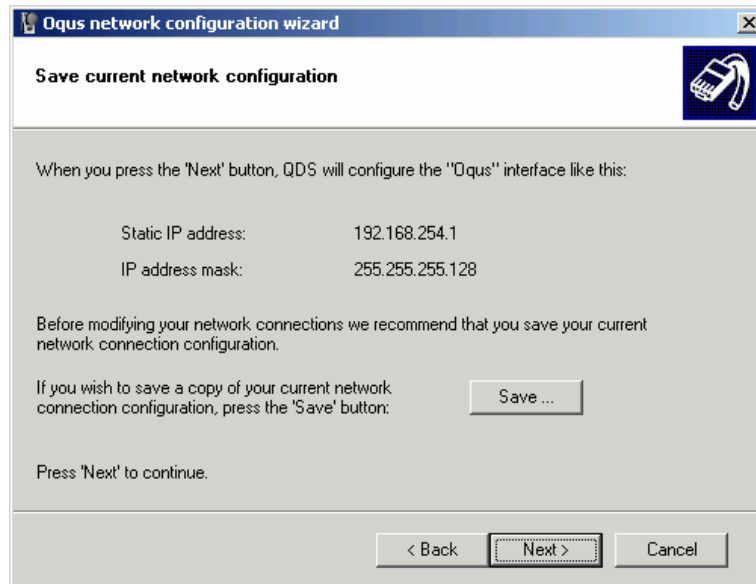 Oqus network configuration wizard
Save current network configuration
When you press the 'Next' button, QDS will configure the "Oqus" interface like this:
Static IP address: 192.168.254.1
IP address mask: 255.255.255.128
Before modifying your network connections we recommend that you save your current
network connection configuration.
If you wish to save a copy of your current network
connection configuration, press the 'Save' button:
Save ...
Press 'Next' to continue.
< Back Next > Cancel